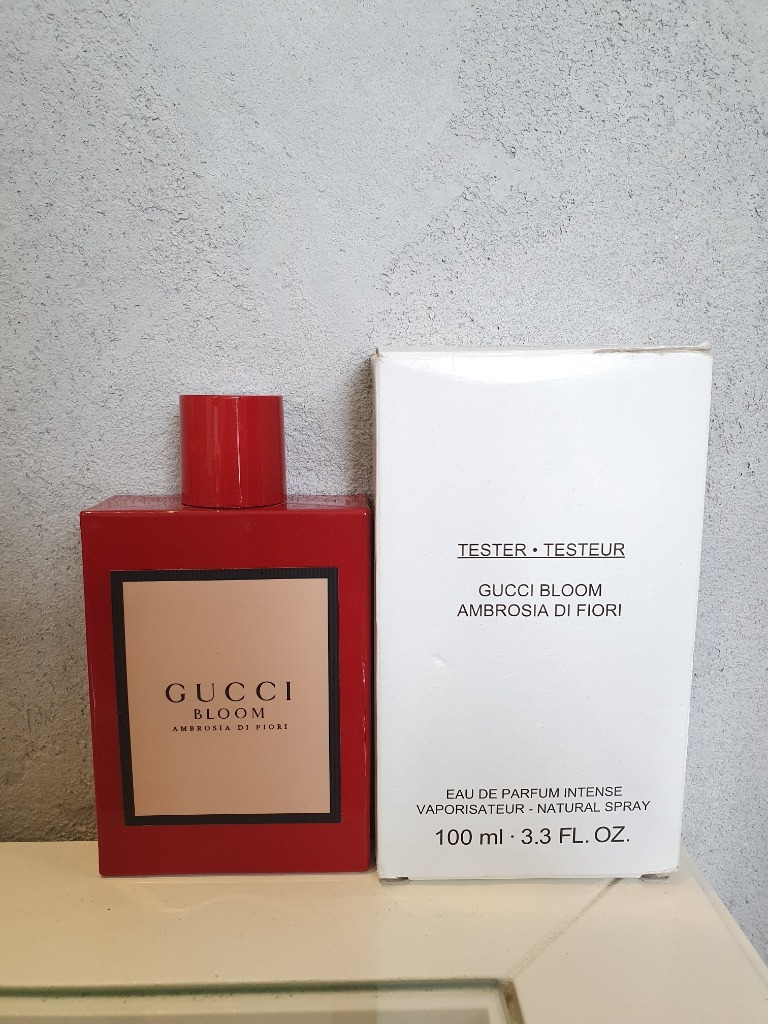 GUCCI
BLOOM
AMBROSIA DI FIORI
TESTER • TESTEUR
GUCCI BLOOM
AMBROSIA DI FIORI
EAU DE PARFUM INTENSE
VAPORISATEUR - NATURAL SPRAY
100 ml · 3.3 FL. OZ.